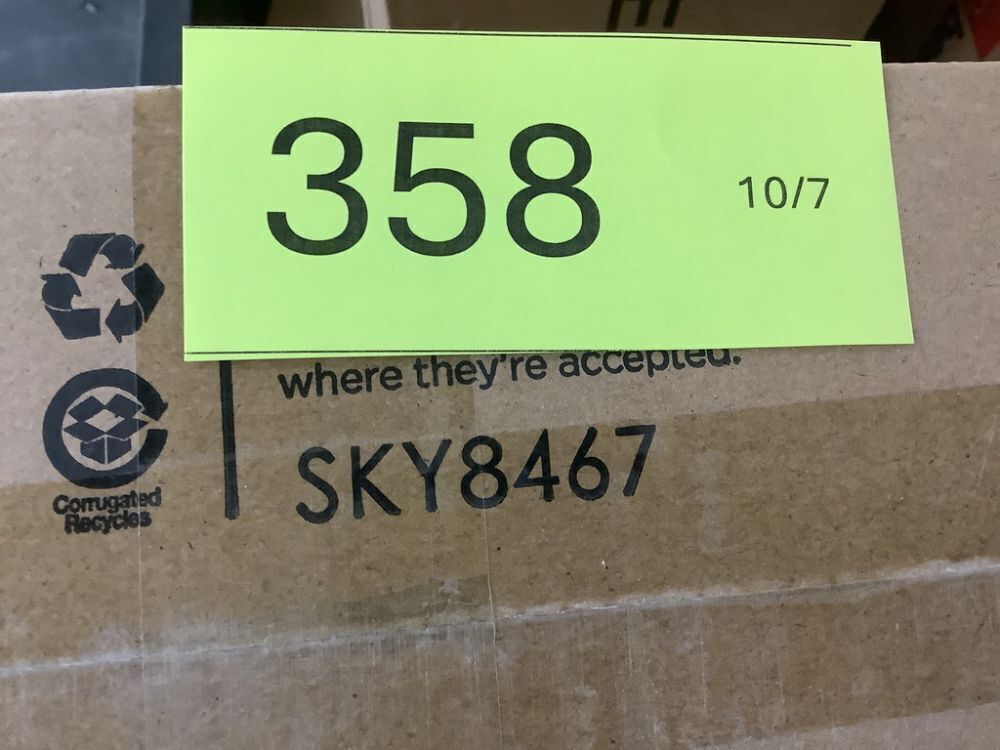 358
10/7
where they're accepted.
SKY8467
Corrugated
Recycles